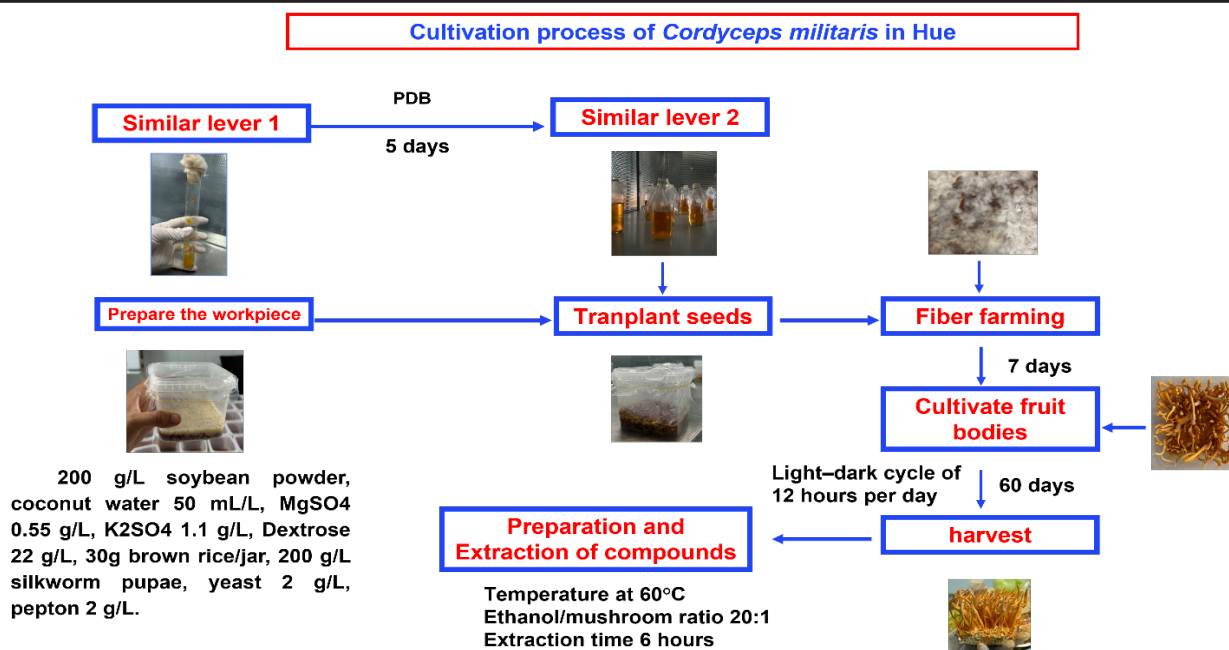 Cultivation process of Cordyceps militaris in Hue
Similar lever 1
PDB
5 days
Similar lever 2
Prepare the workpiece
Tranplant seeds
Fiber farming
7 days
Cultivate fruit
bodies
Light–dark cycle of
12 hours per day
60 days
harvest
Preparation and
Extraction of compounds
Temperature at 60°C
Ethanol/mushroom ratio 20:1
Extraction time 6 hours
200 g/L soybean powder,
coconut water 50 mL/L, MgSO4
0.55 g/L, K2SO4 1.1 g/L, Dextrose
22 g/L, 30g brown rice/jar, 200 g/L
silkworm pupae, yeast 2 g/L,
pepton 2 g/L.